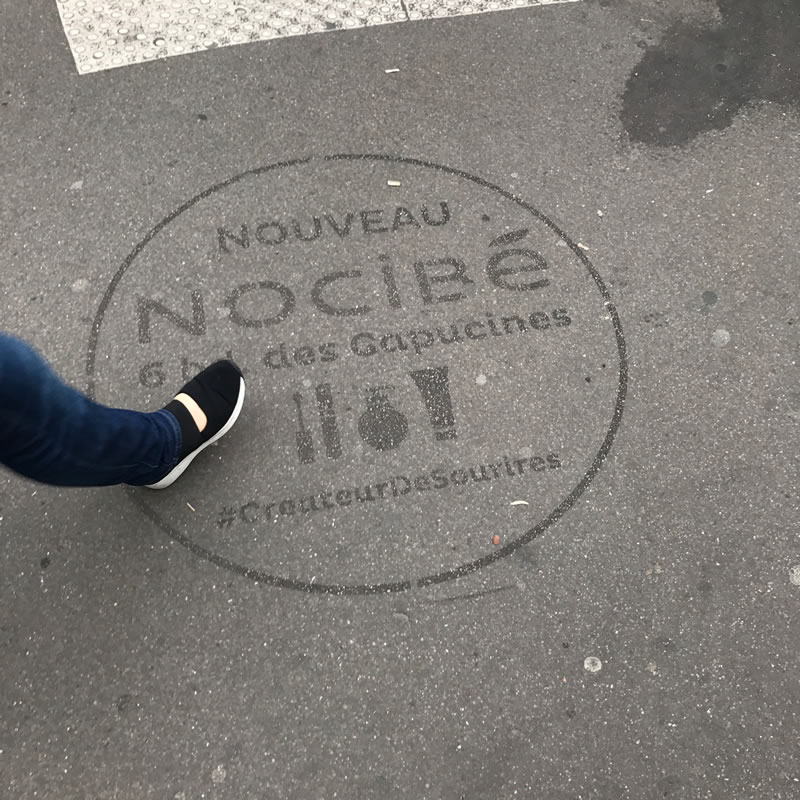 NOUVEAU
NOCIBÉ
6 b.d. des Capucines
#CreateurDeSourires